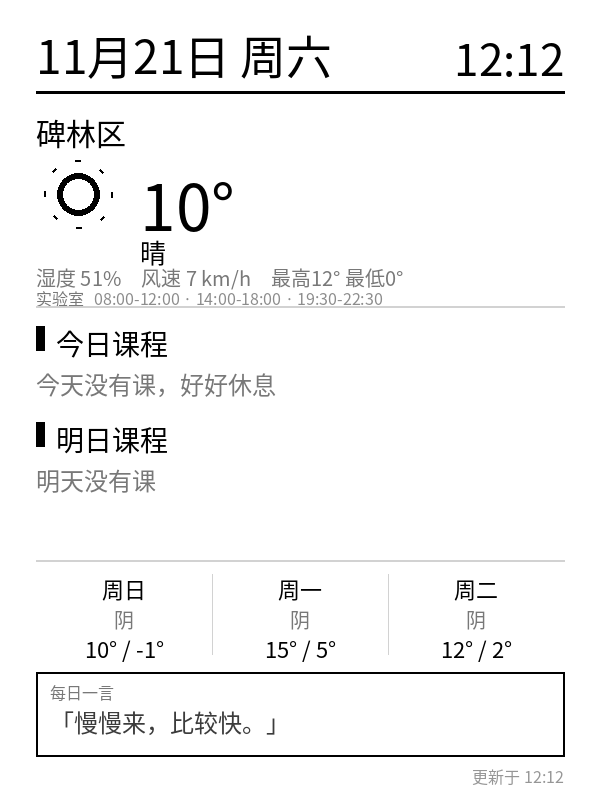 11月21日 周六 12:12
碑林区
10°
晴
湿度 51% 风速 7 km/h 最高12° 最低0°
实验室 08:00-12:00 · 14:00-18:00 · 19:30-22:30
今日课程
今天没有课，好好休息
明日课程
明天没有课
周日 周一 周二
阴 阴 阴
10° / -1° 15° / 5° 12° / 2°
每日一言
「慢慢来，比较快。」
更新于 12:12